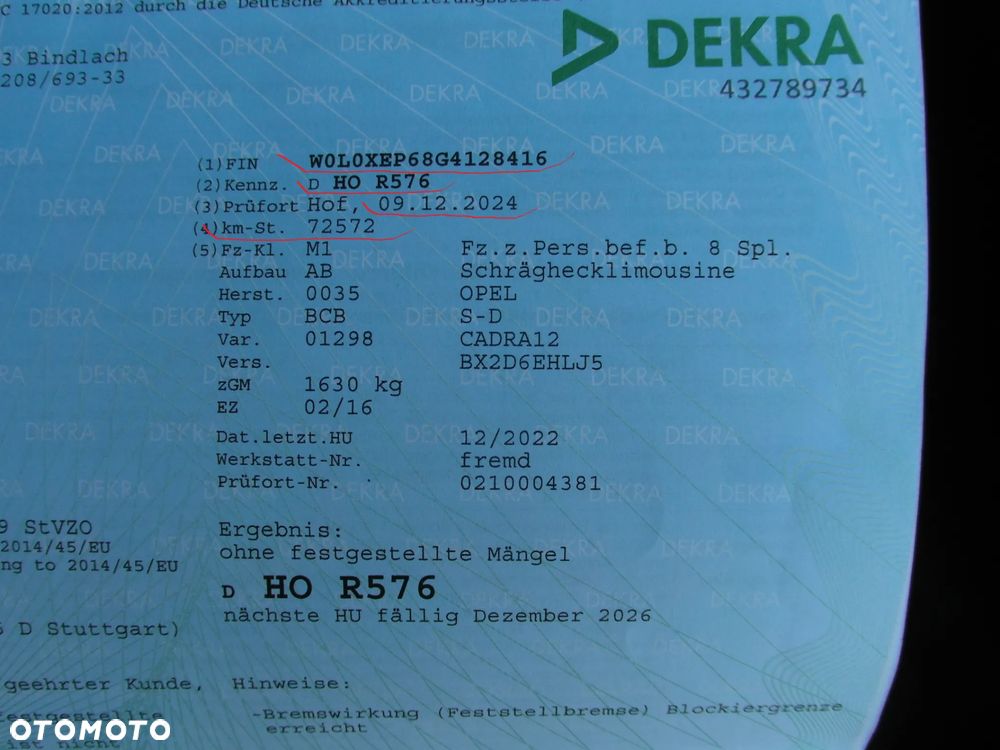 C 17020:2012 durch die Deutsche Akkreditierungsstelle
DEKRA
432789734
3 Bindlach
208/693-33
(1) FIN W0L0XEP68G4128416
(2) Kennz. D HO R576
(3) Prüfort Hof, 09.12.2024
(4) km-St. 72572
(5) Fz-Kl. M1 Fz.z.Pers.bef.b. 8 Spl.
Aufbau AB Schräghecklimousine
Herst. 0035 OPEL
Typ BCB S-D
Var. 01298 CADRA12
Vers. BX2D6EHLJ5
zGM 1630 kg
EZ 02/16
Dat.letzt.HU 12/2022
Werkstatt-Nr. fremd
Prüfort-Nr. 0210004381
9 StVZO
2014/45/EU
ng to 2014/45/EU
Ergebnis:
ohne festgestellte Mängel
D HO R576
nächste HU fällig Dezember 2026
D Stuttgart)
geehrter Kunde,
Hinweise:
festgestellte
ist nicht
-Bremswirkung (Feststellbremse) Blockiergrenze
erreicht
OTOMOTO